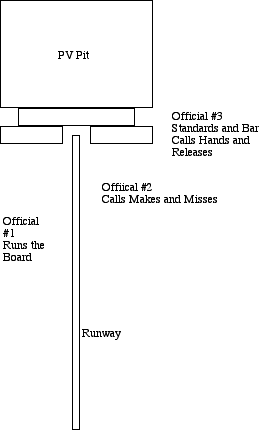 PV Pit
Official #3
Standards and Bar
Calls Hands and
Releases
Offiical #2
Calls Makes and Misses
Official
#1
Runs the
Board
Runway